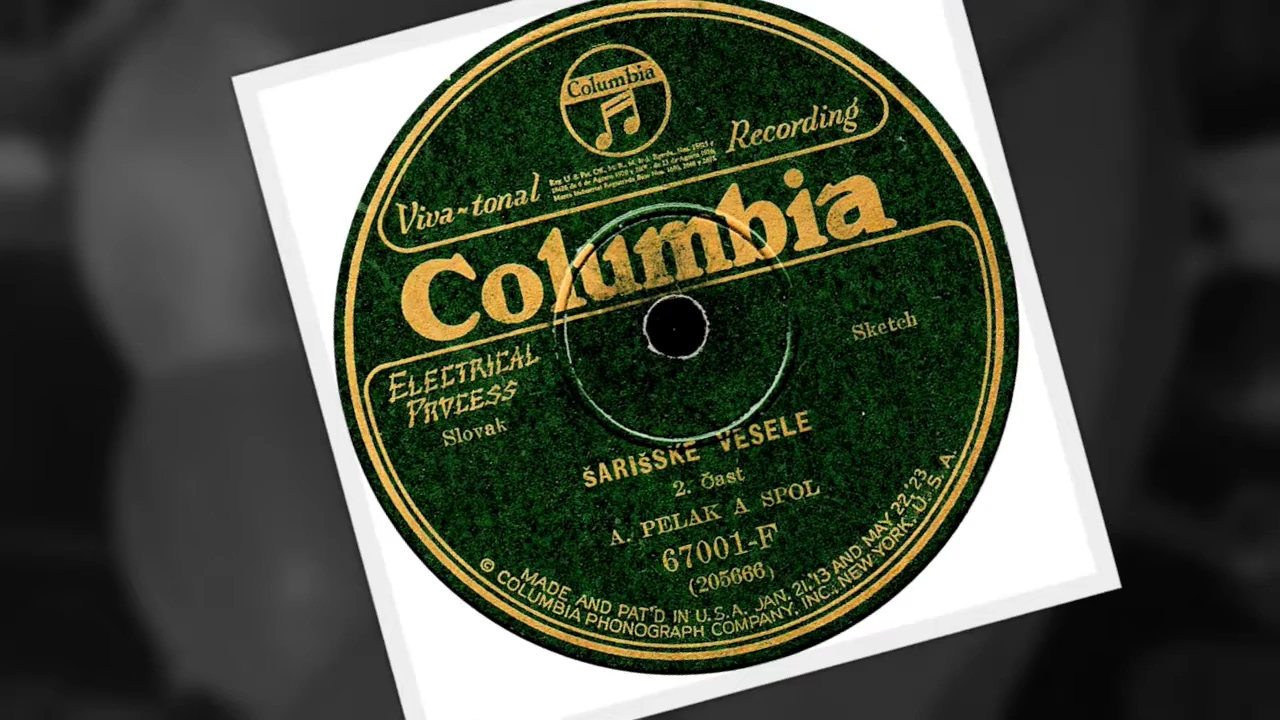 Columbia
Viva-tonal
Recording
Columbia
ELECTRICAL
PROCESS
Slovak
Sketch
ŠARIŠSKE VESELE
2. čast
A. PELAK A SPOL
67001-F
(205666)
MADE AND PAT'D IN U.S.A. JAN. 21, '13 AND MAY 22, '23
© COLUMBIA PHONOGRAPH COMPANY, INC., NEW YORK, U.S.A.